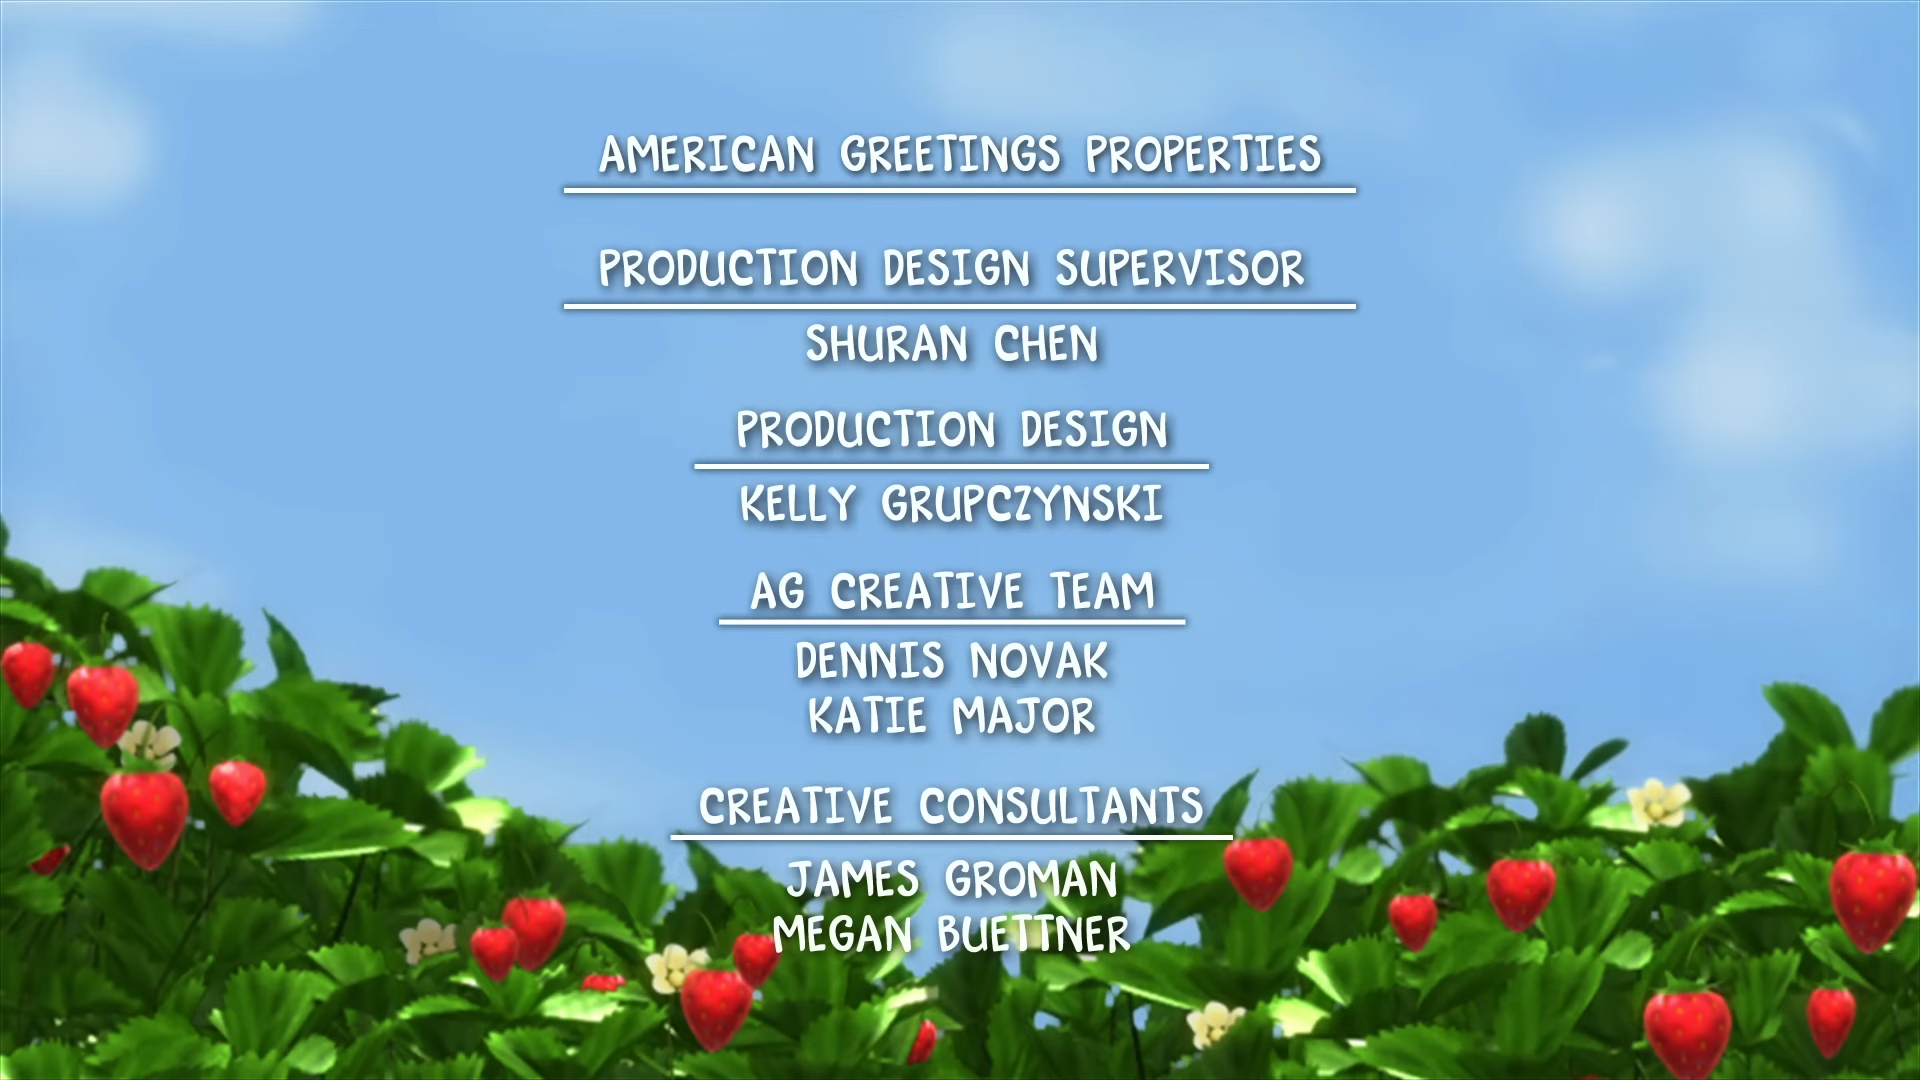 AMERICAN GREETINGS PROPERTIES
PRODUCTION DESIGN SUPERVISOR
SHURAN CHEN
PRODUCTION DESIGN
KELLY GRUPCZYNSKI
AG CREATIVE TEAM
DENNIS NOVAK
KATIE MAJOR
CREATIVE CONSULTANTS
JAMES GROMAN
MEGAN BUETTNER